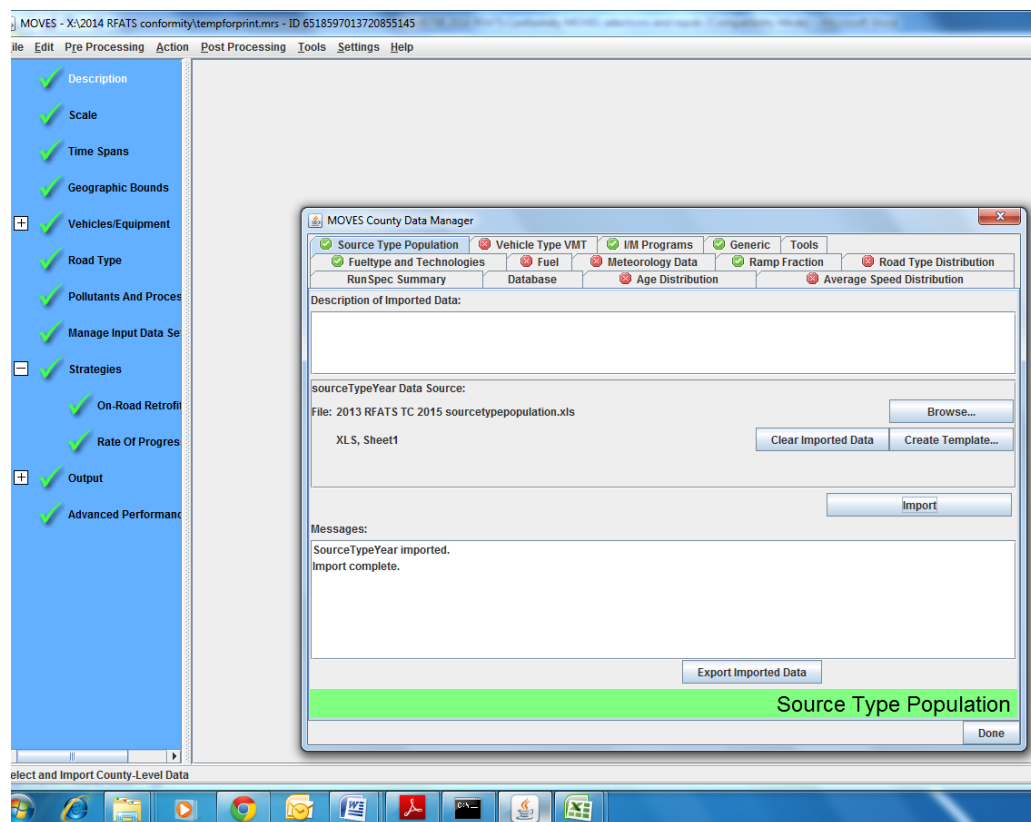 MOVES - X:\2014 RFATS conformity\tempforprint.mrs - ID 6518597013720855145
ile Edit Pre Processing Action Post Processing Tools Settings Help
Description
Scale
Time Spans
Geographic Bounds
Vehicles/Equipment
Road Type
Pollutants And Proces
Manage Input Data Se
Strategies
On-Road Retrofi
Rate Of Progres
Output
Advanced Performanc
MOVES County Data Manager
Source Type Population Vehicle Type VMT I/M Programs Generic Tools
Fueltype and Technologies Fuel Meteorology Data Ramp Fraction Road Type Distribution
RunSpec Summary Database Age Distribution Average Speed Distribution
Description of Imported Data:
sourceTypeYear Data Source:
File: 2013 RFATS TC 2015 sourcetypepopulation.xls
Browse...
XLS, Sheet1
Clear Imported Data Create Template...
Import
Messages:
SourceTypeYear imported.
Import complete.
Export Imported Data
Source Type Population
Done
elect and Import County-Level Data